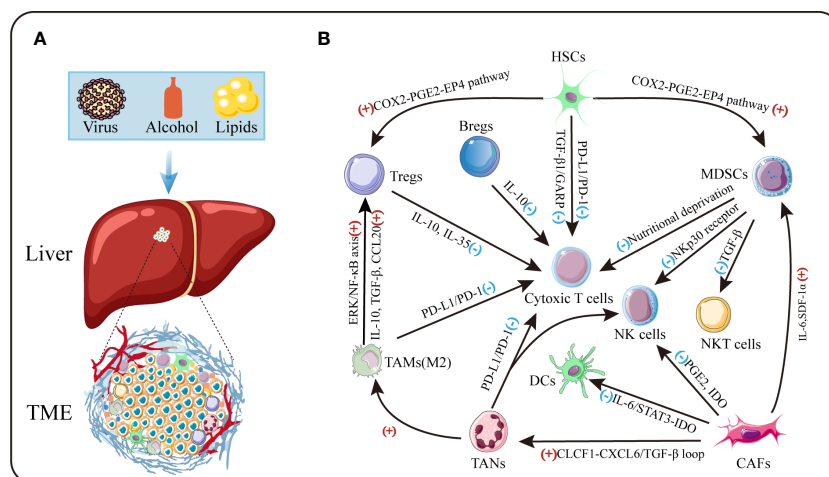 A
Virus
Alcohol
Lipids
Liver
TME
B
HSCs
(+)COX2-PGE2-EP4 pathway
COX2-PGE2-EP4 pathway (+)
Bregs
Tregs
MDSCs
TGF-β1/GARP(-)
PD-L1/PD-1(-)
IL-10(-)
IL-10, IL-35(-)
(-)Nutritional deprivation
(-)NKp30 receptor
(-)TGF-β
ERK/NF-κB axis(+)
IL-10, TGF-β, CCL20(+)
PD-L1/PD-1(-)
Cytoxic T cells
NK cells
NKT cells
IL-6,SDF-1α(+)
TAMs(M2)
PD-L1/PD-1(-)
DCs
(-)PGE2, IDO
(-)IL-6/STAT3-IDO
(+)
TANs
(+)CLCF1-CXCL6/TGF-β loop
CAFs